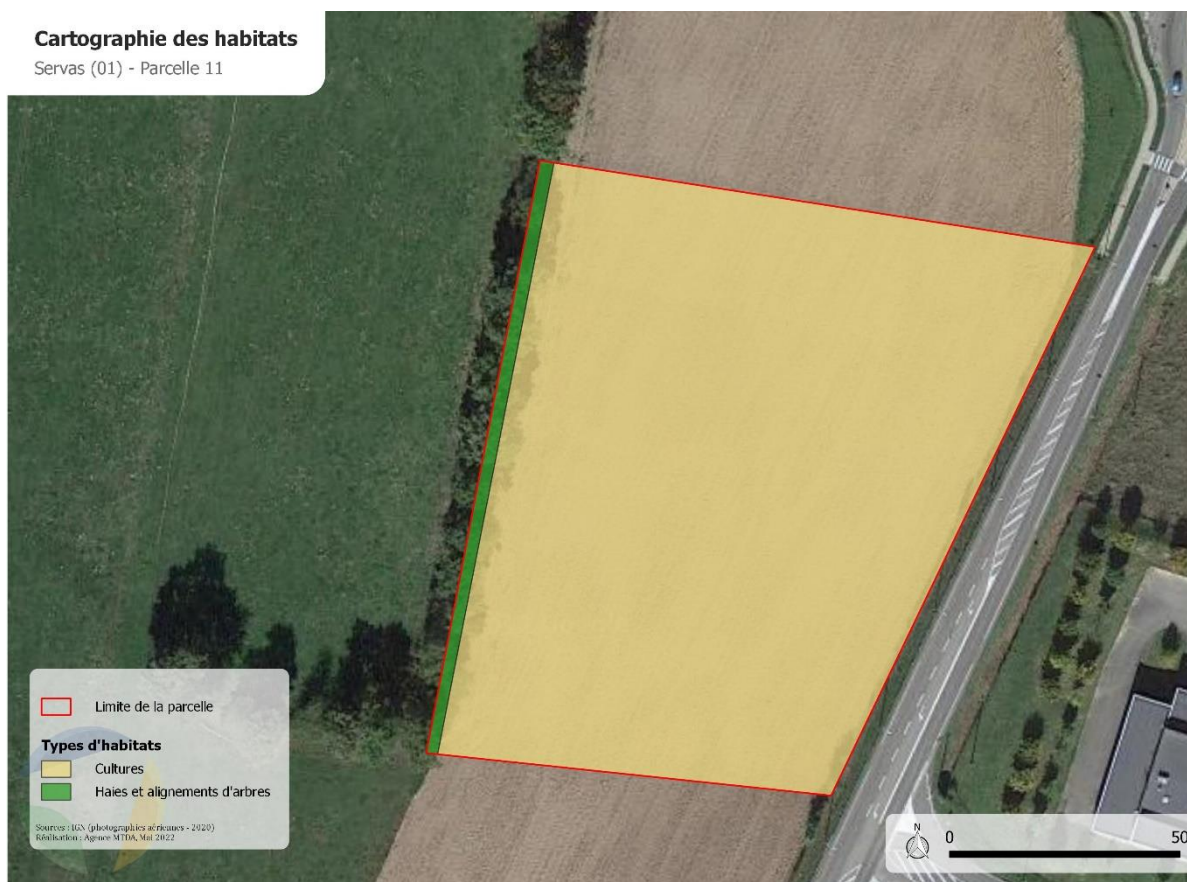 Cartographie des habitats
Servas (01) - Parcelle 11
Limite de la parcelle
Types d'habitats
Cultures
Haies et alignements d'arbres
Sources : IGN (photographies aériennes - 2020)
Réalisation : Agence MTDA, Mai 2022
N
0
50